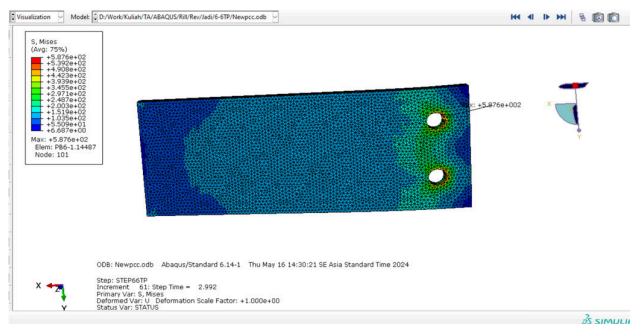 Visualization Model: D:/Work/Kuliah/TA/ABAQUS/Rill/Rev/Jadi/6-6TP/Newpcc.odb
S, Mises
(Avg: 75%)
+5.876e+02
+5.392e+02
+4.908e+02
+4.423e+02
+3.939e+02
+3.455e+02
+2.971e+02
+2.487e+02
+2.003e+02
+1.519e+02
+1.035e+02
+5.509e+01
+6.687e+00
Max: +5.876e+02
Elem: PB6-1.14487
Node: 101
x: +5.876e+002
X
Y
ODB: Newpcc.odb Abaqus/Standard 6.14-1 Thu May 16 14:30:21 SE Asia Standard Time 2024
Step: STEP66TP
Increment 61: Step Time = 2.992
Primary Var: S, Mises
Deformed Var: U Deformation Scale Factor: +1.000e+00
Status Var: STATUS
X
Z
Y
SIMULI